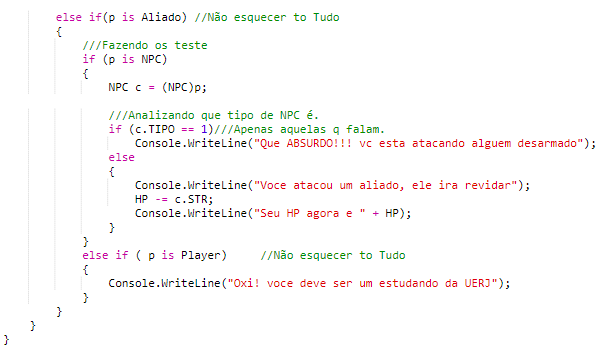 else if(p is Aliado) //Não esquecer to Tudo
{
///Fazendo os teste
if (p is NPC)
{
NPC c = (NPC)p;
///Analizando que tipo de NPC é.
if (c.TIPO == 1)///Apenas aquelas q falam.
Console.WriteLine("Que ABSURDO!!! vc esta atacando alguem desarmado");
else
{
Console.WriteLine("Voce atacou um aliado, ele ira revidar");
HP -= c.STR;
Console.WriteLine("Seu HP agora e " + HP);
}
}
else if ( p is Player) //Não esquecer to Tudo
{
Console.WriteLine("Oxi! voce deve ser um estudando da UERJ");
}
}
}
}